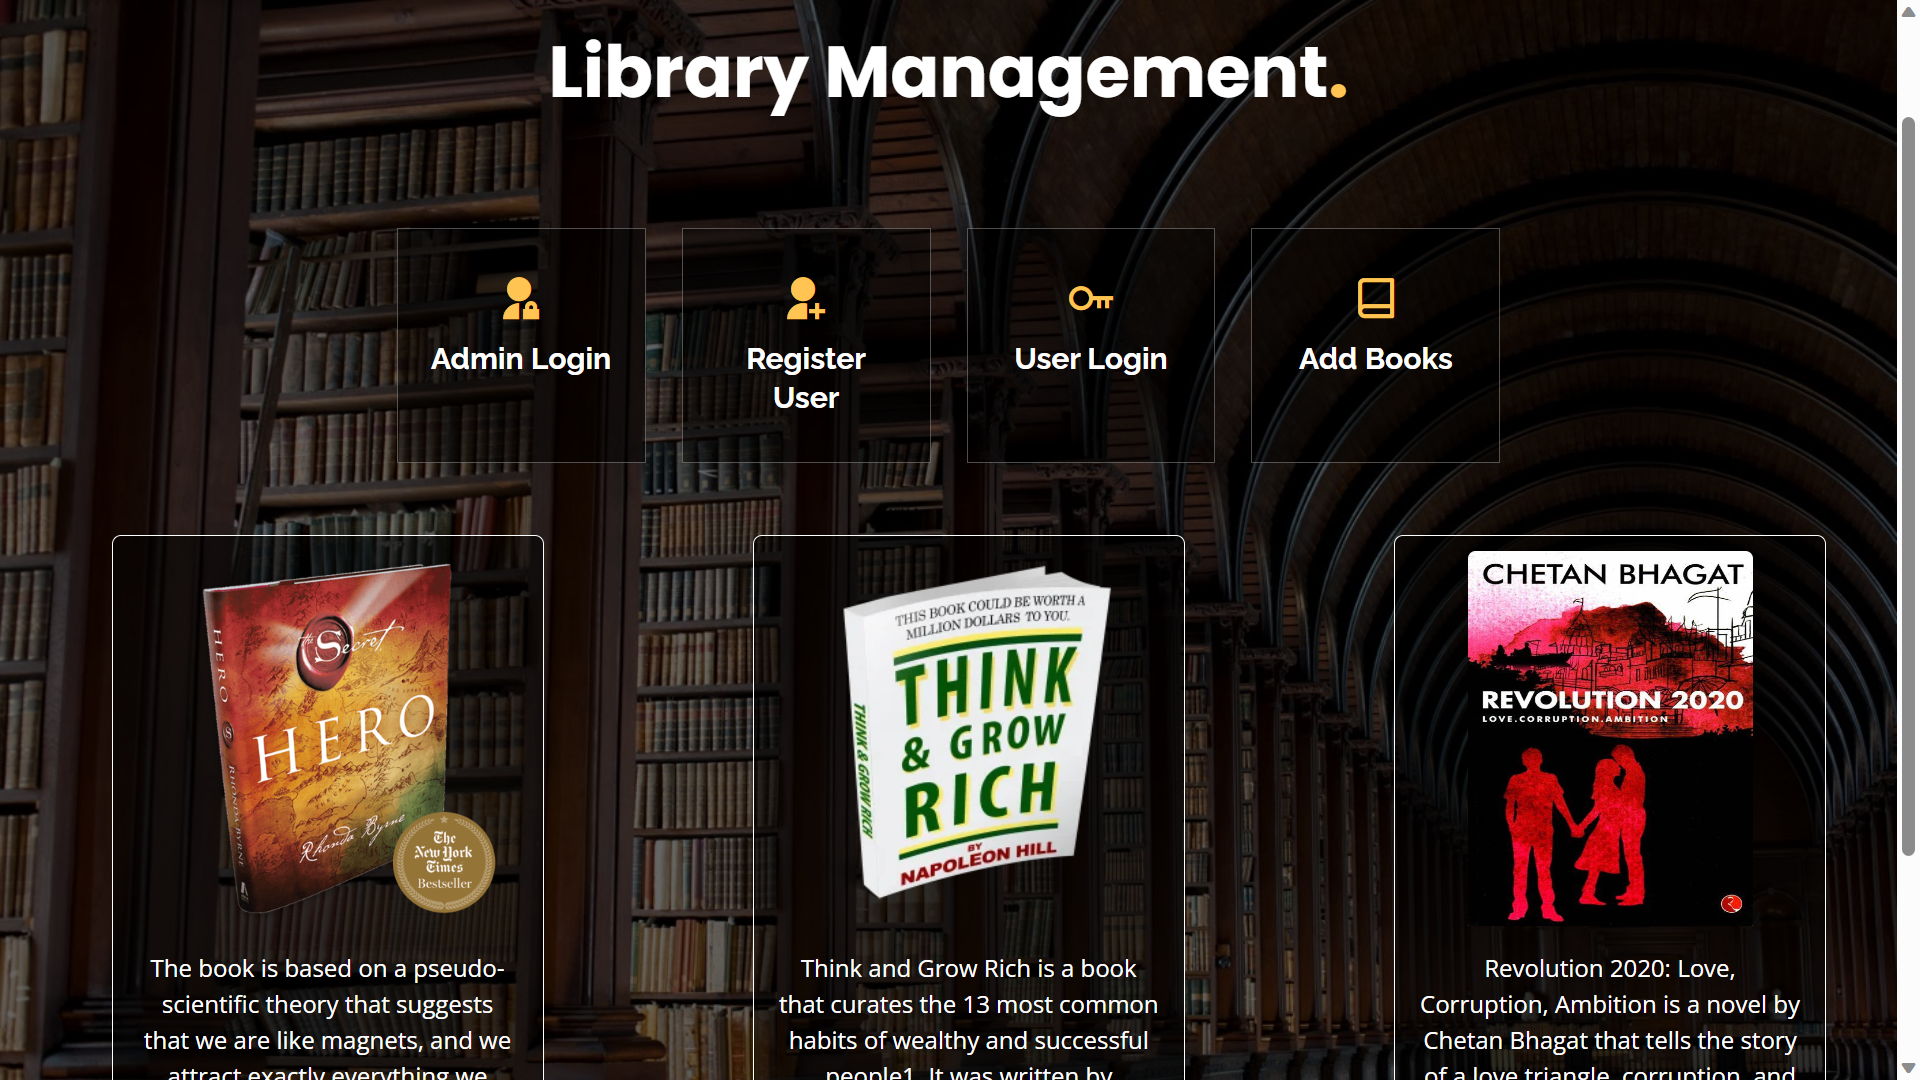 Library Management.
Admin Login
Register
User
User Login
Add Books
the Secret
HERO
HERO
RHONDA BYRNE
Rhonda Byrne
The
New York
Times
Bestseller
The book is based on a pseudo-
scientific theory that suggests
that we are like magnets, and we
attract exactly everything we
THIS BOOK COULD BE WORTH A
MILLION DOLLARS TO YOU.
THINK
& GROW
RICH
BY
NAPOLEON HILL
THINK & GROW RICH
Think and Grow Rich is a book
that curates the 13 most common
habits of wealthy and successful
people1. It was written by
CHETAN BHAGAT
REVOLUTION 2020
LOVE.CORRUPTION.AMBITION
Revolution 2020: Love,
Corruption, Ambition is a novel by
Chetan Bhagat that tells the story
of a love triangle, corruption, and